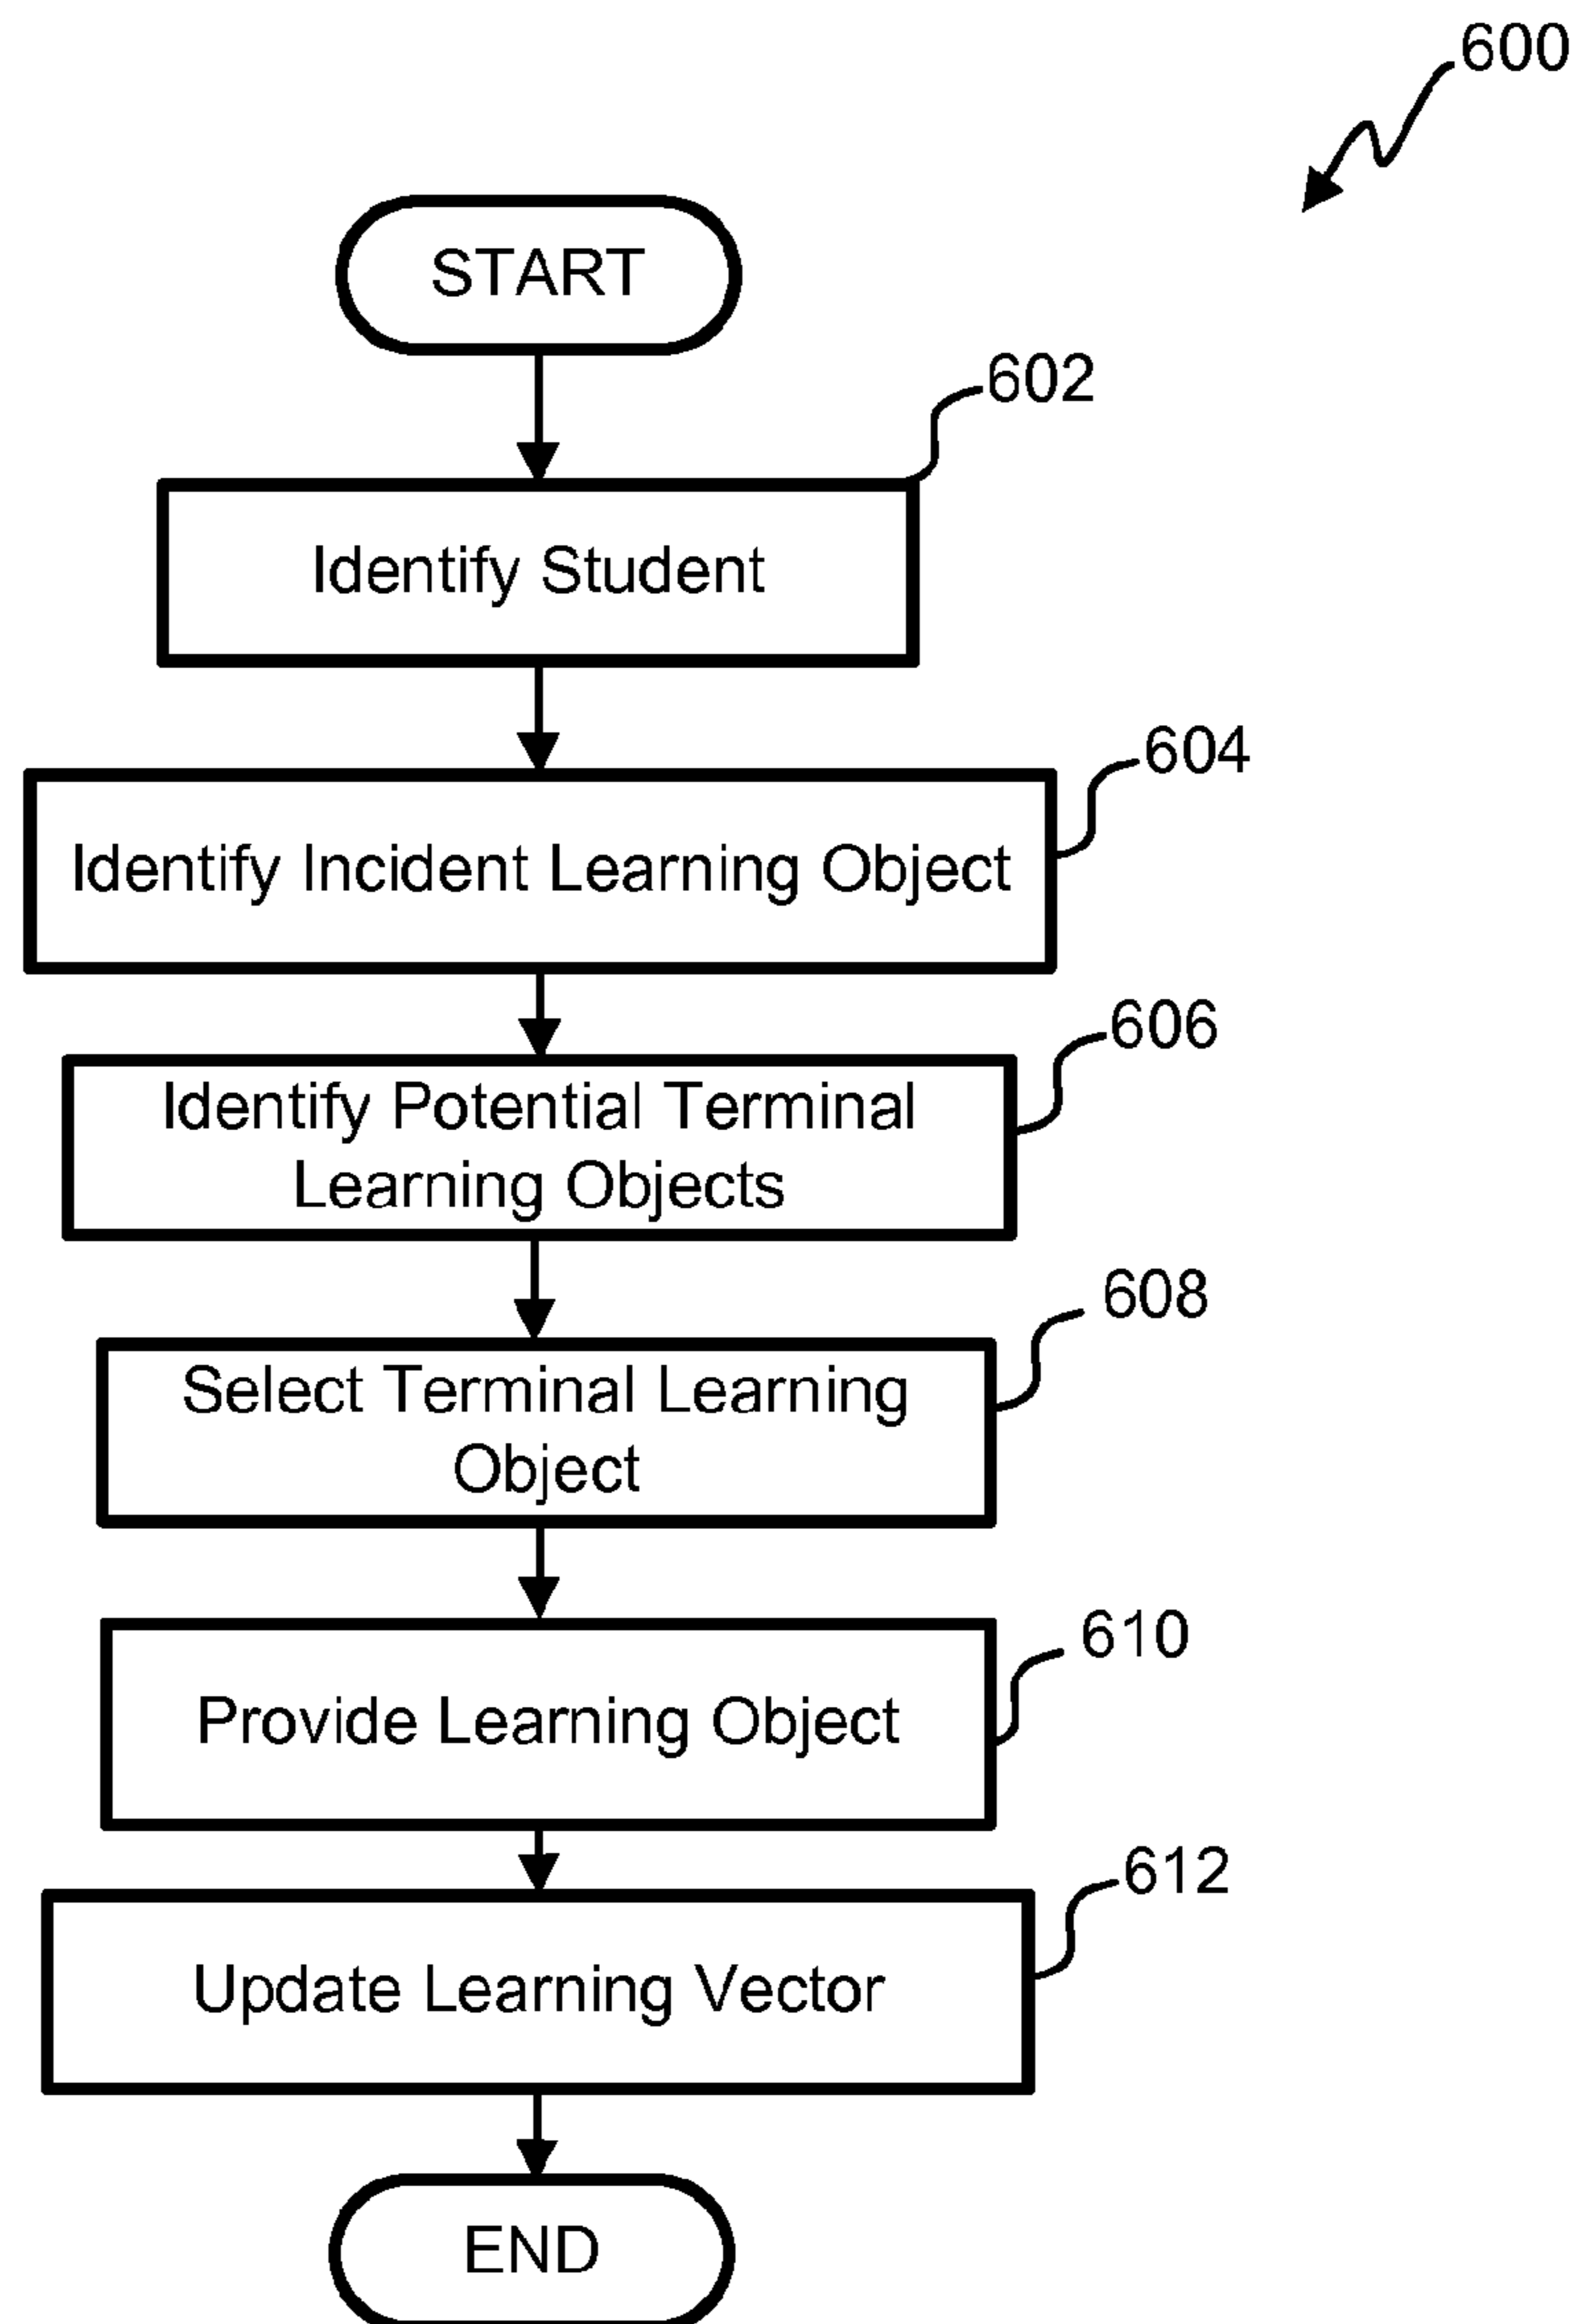 600
START
602
Identify Student
604
Identify Incident Learning Object
606
Identify Potential Terminal
Learning Objects
608
Select Terminal Learning
Object
610
Provide Learning Object
612
Update Learning Vector
END